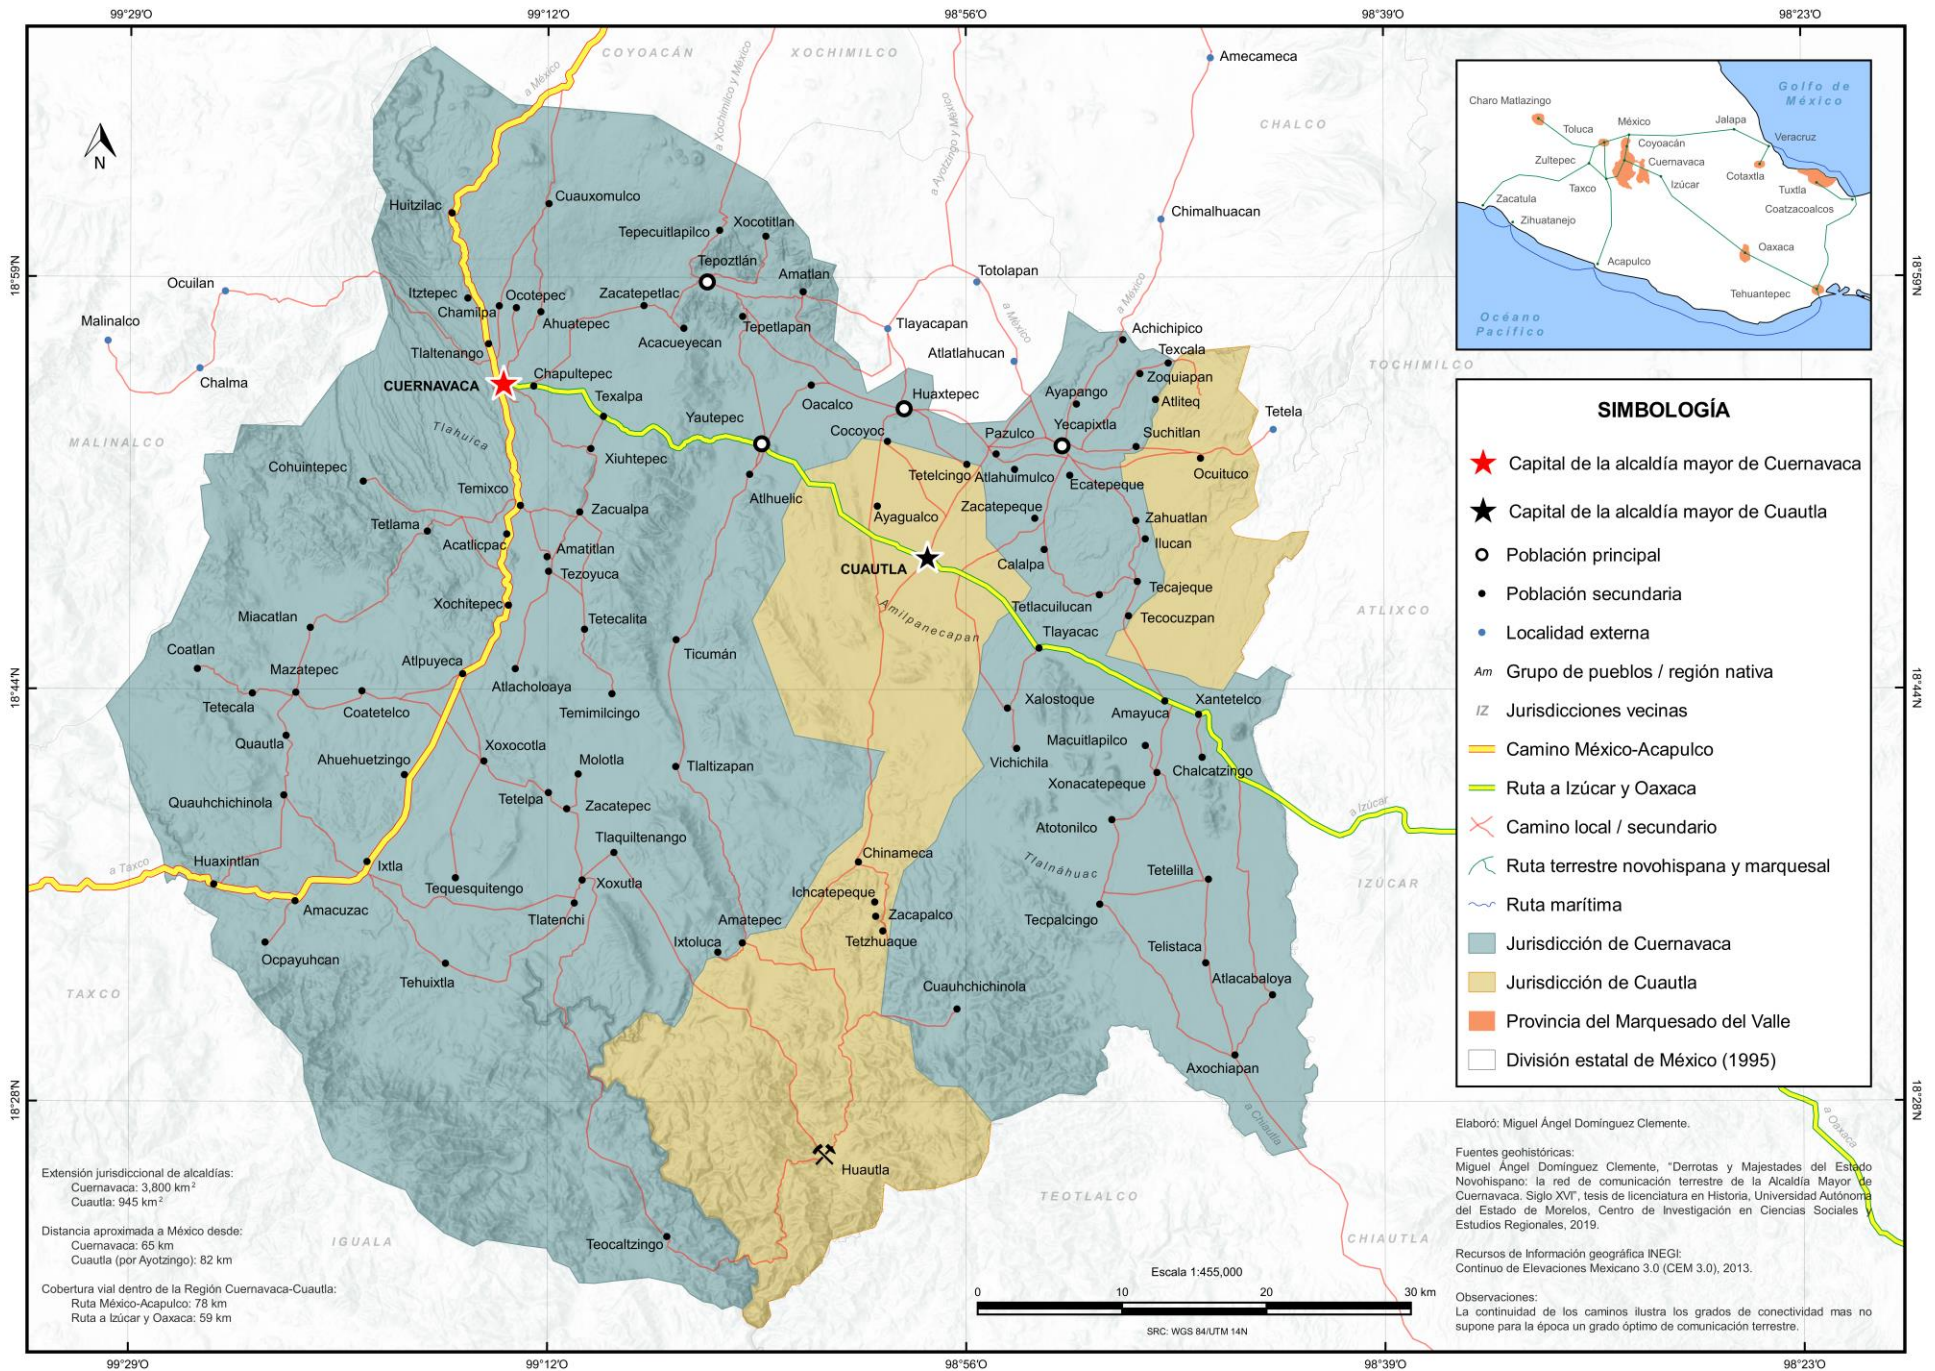 99°29'O
99°12'O
98°56'O
98°39'O
98°23'O
COYOACÁN
XOCHIMILCO
Amecameca
a México
a Xochimilco y México
a Ayotzingo y México
CHALCO
N
Golfo de
México
Charo Matlazingo
México
Jalapa
Toluca
Veracruz
Coyoacán
Zultepec
Cuernavaca
Cotaxtla
Taxco
Izúcar
Tuxtla
Zacatula
Coatzacoalcos
Zihuatanejo
Oaxaca
Acapulco
Tehuantepec
Océano
Pacífico
Huitzilac
Cuauxomulco
Tepecuitlapilco
Xocotitlan
Chimalhuacan
18°59'N
18°59'N
Tepoztlán
Amatlan
Totolapan
Ocuilan
Itztepec
Ocotepec
Zacatepetlac
Chamilpa
Ahuatepec
Tepetlapan
Tlayacapan
a México
a México
Malinalco
Acacueyecan
Achichipico
Tlaltenango
Atlatlahucan
Texcala
TOCHIMILCO
Chalma
CUERNAVACA
Chapultepec
Zoquiapan
Texalpa
Oacalco
Huaxtepec
Ayapango
Atliteq
Tetela
Tlahuica
Yautepec
Cocoyoc
Pazulco
Yecapixtla
Suchitlan
MALINALCO
Xiuhtepec
Cohuintepec
Tetelcingo
Atlahuimulco
Ocuituco
Ecatepeque
Temixco
Atlhuelic
Zacatepeque
Zacualpa
Ayagualco
Zahuatlan
Tetlama
Acatlicpac
Amatitlan
Ilucan
CUAUTLA
Calalpa
Tezoyuca
Tecajeque
Xochitepec
Tetlacuilucan
Amilpanecapan
ATLIXCO
Miacatlan
Tetecalita
Tecocuzpan
Tlayacac
Coatlan
Ticumán
Mazatepec
Atlpuyeca
18°44'N
18°44'N
Tetecala
Coatetelco
Atlacholoaya
Temimilcingo
Xalostoque
Xantetelco
Amayuca
Quautla
Xoxocotla
Macuitlapilco
Ahuehuetzingo
Molotla
Tlaltizapan
Vichichila
Chalcatzingo
Xonacatepeque
Quauhchichinola
Tetelpa
Zacatepec
a Izúcar
Atotonilco
Tlaquiltenango
Huaxintlan
a Taxco
Ixtla
Chinameca
Tlalnáhuac
Tetelilla
IZÚCAR
Tequesquitengo
Xoxutla
Ichcatepeque
Amacuzac
Tlatenchi
Zacapalco
Tecpalcingo
Amatepec
Tetzhuaque
Ixtoluca
Telistaca
Ocpayuhcan
Tehuixtla
Atlacabaloya
TAXCO
Cuauhchichinola
Axochiapan
18°28'N
18°28'N
a Chiautla
a Oaxaca
Huautla
TEOTLALCO
IGUALA
Teocaltzingo
CHIAUTLA
SIMBOLOGÍA
Capital de la alcaldía mayor de Cuernavaca
Capital de la alcaldía mayor de Cuautla
Población principal
Población secundaria
Localidad externa
Am Grupo de pueblos / región nativa
IZ Jurisdicciones vecinas
Camino México-Acapulco
Ruta a Izúcar y Oaxaca
Camino local / secundario
Ruta terrestre novohispana y marquesal
Ruta marítima
Jurisdicción de Cuernavaca
Jurisdicción de Cuautla
Provincia del Marquesado del Valle
División estatal de México (1995)
Extensión jurisdiccional de alcaldías:
Cuernavaca: 3,800 km²
Cuautla: 945 km²
Distancia aproximada a México desde:
Cuernavaca: 65 km
Cuautla (por Ayotzingo): 82 km
Cobertura vial dentro de la Región Cuernavaca-Cuautla:
Ruta México-Acapulco: 78 km
Ruta a Izúcar y Oaxaca: 59 km
Escala 1:455,000
0 10 20 30 km
SRC: WGS 84/UTM 14N
Elaboró: Miguel Ángel Domínguez Clemente.
Fuentes geohistóricas:
Miguel Ángel Domínguez Clemente, "Derrotas y Majestades del Estado
Novohispano: la red de comunicación terrestre de la Alcaldía Mayor de
Cuernavaca. Siglo XVI", tesis de licenciatura en Historia, Universidad Autónoma
del Estado de Morelos, Centro de Investigación en Ciencias Sociales y
Estudios Regionales, 2019.
Recursos de Información geográfica INEGI:
Continuo de Elevaciones Mexicano 3.0 (CEM 3.0), 2013.
Observaciones:
La continuidad de los caminos ilustra los grados de conectividad mas no
supone para la época un grado óptimo de comunicación terrestre.
99°29'O
99°12'O
98°56'O
98°39'O
98°23'O